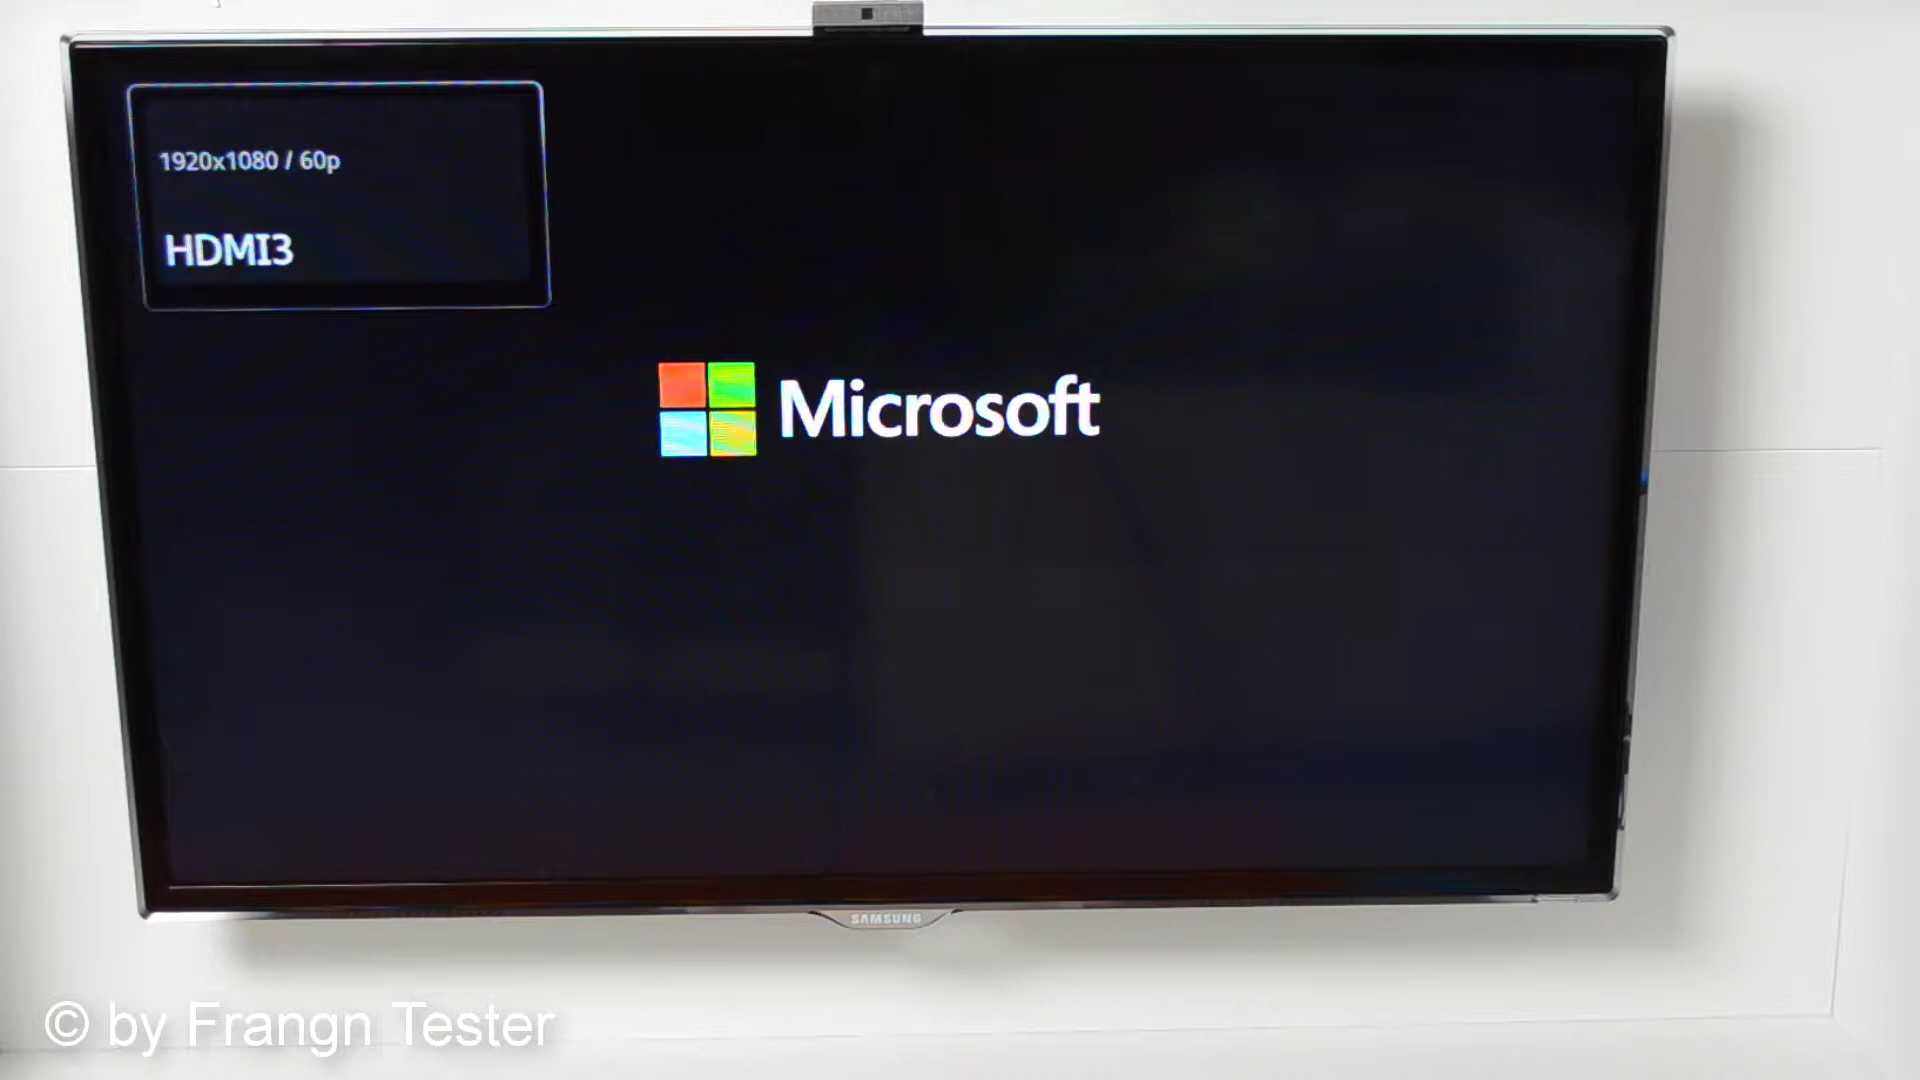 1920x1080 / 60p
HDMI3
Microsoft
SAMSUNG
© by Frangn Tester